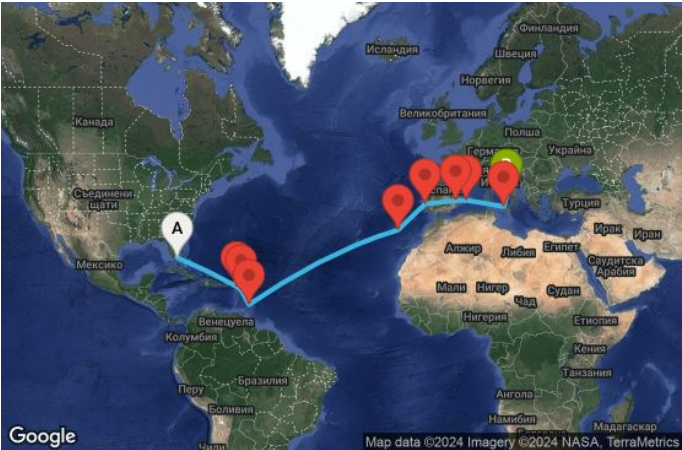 Исландия
Финландия
Швеция
Норвегия
Канада
Великобритания
Полша
Герм
Украйна
Съединени
щати
A
Турция
Ирак
Иран
Мексико
Алжир
Либия
Египет
Саудитска
Арабия
Мали
Нигер
Чад
Судан
Венецуела
Нигерия
Етиопия
Колумбия
Кения
Перу
Бразилия
Танзания
Боливия
Ангола
Намибия
Мадагаскар
Чили
Google
Map data ©2024 Imagery ©2024 NASA, TerraMetrics